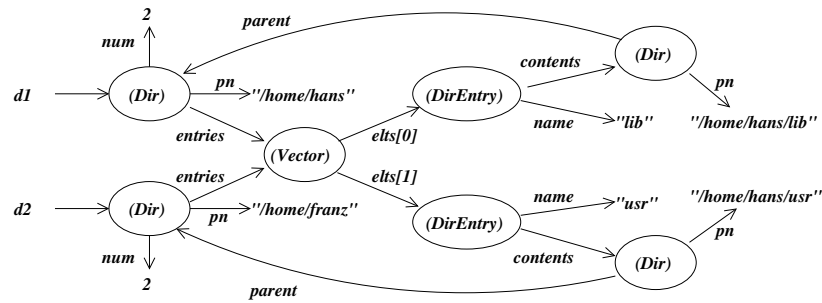 2
parent
num
(Dir)
contents
d1
(Dir)
pn
"/home/hans"
(DirEntry)
pn
name
"lib"
"/home/hans/lib"
entries
elts[0]
(Vector)
entries
elts[1]
name
"usr"
"/home/hans/usr"
d2
(Dir)
pn
"/home/franz"
(DirEntry)
pn
contents
num
(Dir)
2
parent